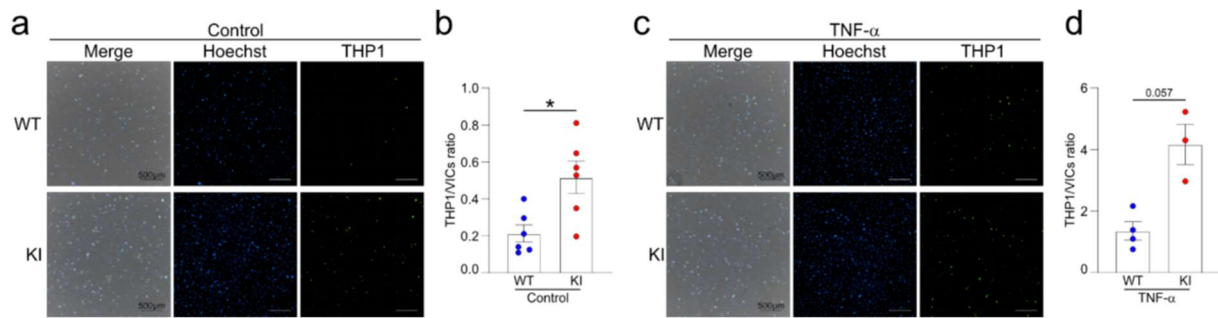 a
Control
Merge Hoechst THP1
WT
500μm
KI
500μm
b
THP1/VICs ratio
1.0
0.8
0.6
0.4
0.2
0.0
*
WT KI
Control
c
TNF-α
Merge Hoechst THP1
WT
500μm
KI
500μm
d
THP1/VICs ratio
6
4
2
0
0.057
WT KI
TNF-α